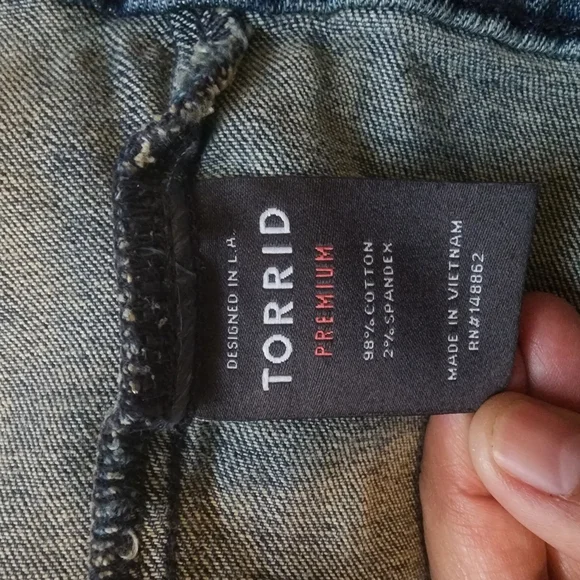 DESIGNED IN L.A.
TORRID
PREMIUM
98% COTTON
2% SPANDEX
MADE IN VIETNAM
RN#148862